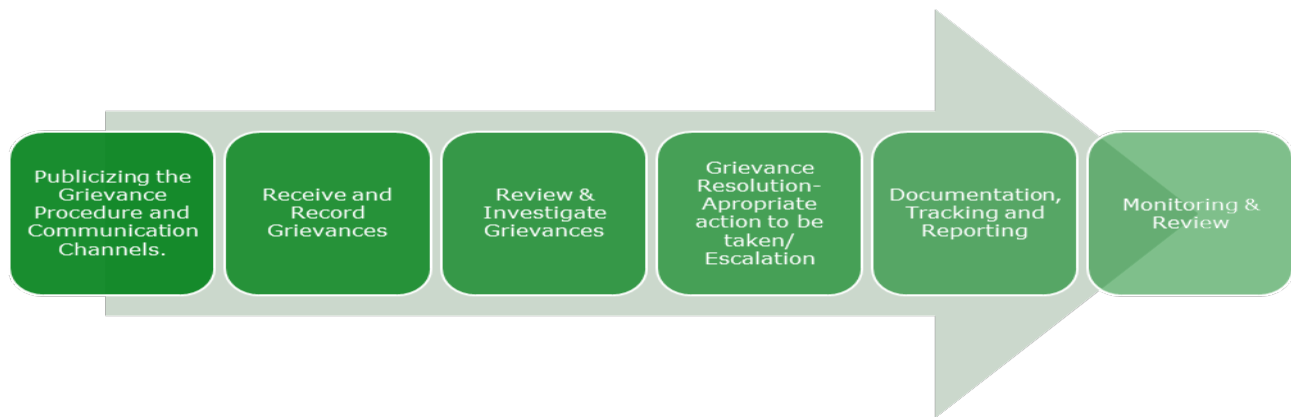 Publicizing the
Grievance
Procedure and
Communication
Channels.
Receive and
Record
Grievances
Review &
Investigate
Grievances
Grievance
Resolution-
Apropriate
action to be
taken/
Escalation
Documentation,
Tracking and
Reporting
Monitoring &
Review